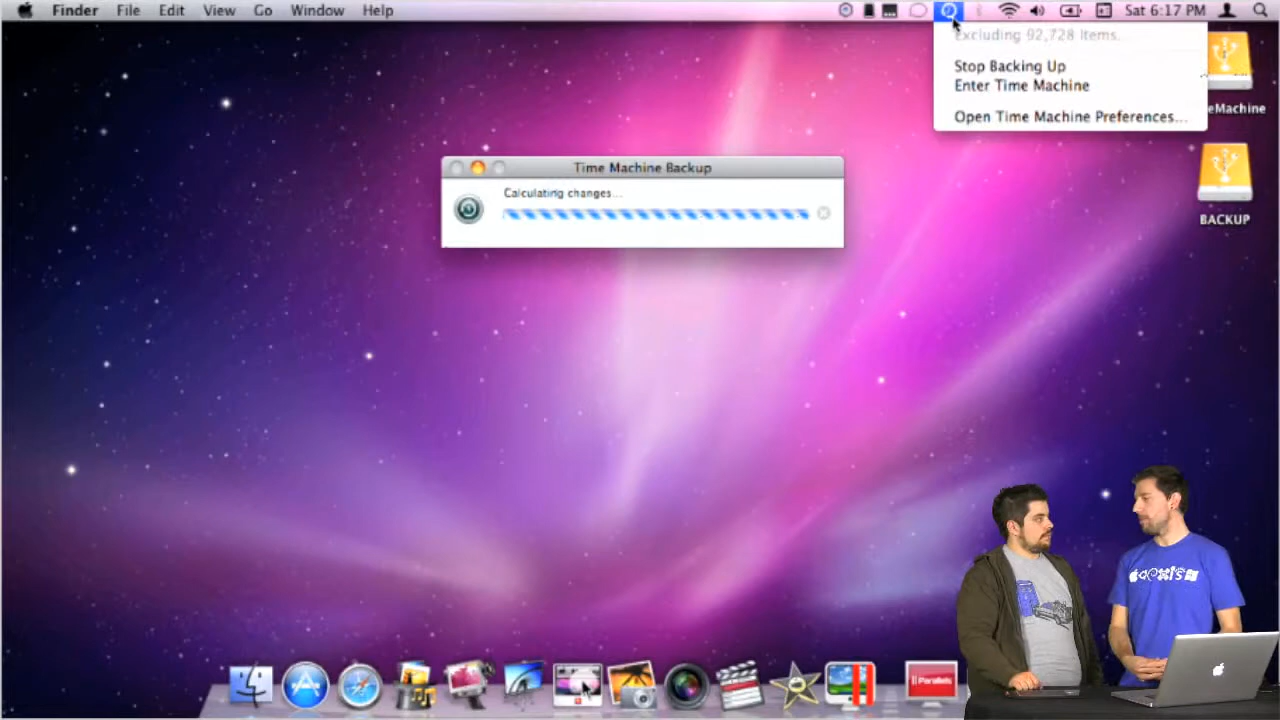 Finder File Edit View Go Window Help Sat 6:17 PM
Excluding 92,728 Items.
Stop Backing Up
Enter Time Machine
Open Time Machine Preferences...
eMachine
Time Machine Backup
Calculating changes...
BACKUP
Parallels